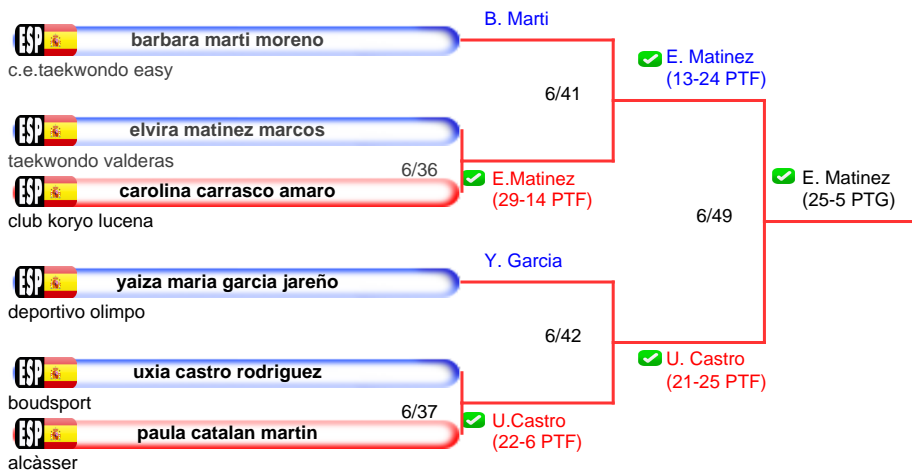 B. Marti
ESP barbara marti moreno
c.e.taekwondo easy
E. Matinez
(13-24 PTF)
6/41
ESP elvira matinez marcos
taekwondo valderas
6/36
E.Matinez
(29-14 PTF)
ESP carolina carrasco amaro
club koryo lucena
E. Matinez
(25-5 PTG)
6/49
Y. Garcia
ESP yaiza maria garcia jareño
deportivo olimpo
6/42
U. Castro
(21-25 PTF)
ESP uxia castro rodriguez
boudsport
6/37
U.Castro
(22-6 PTF)
ESP paula catalan martin
alcàsser